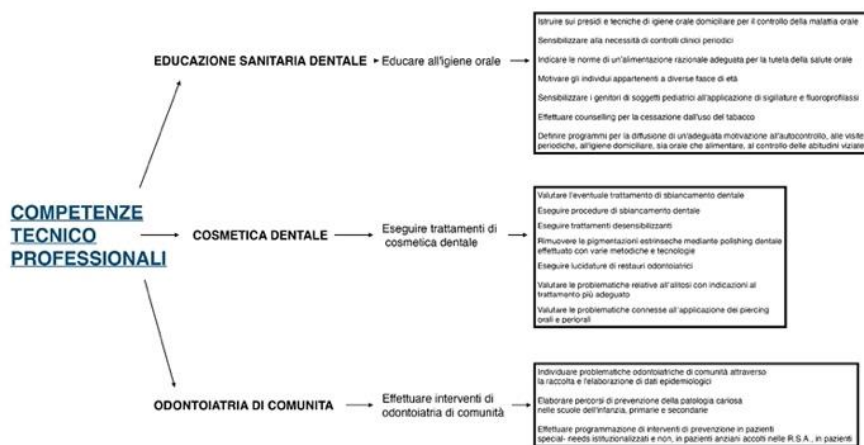 COMPETENZE
TECNICO
PROFESSIONALI
EDUCAZIONE SANITARIA DENTALE
Educare all'igiene orale
Istruire sui presidi e tecniche di igiene orale domiciliare per il controllo della malattia orale
Sensibilizzare alla necessità di controlli clinici periodici
Indicare le norme di un'alimentazione razionale adeguata per la tutela della salute orale
Motivare gli individui appartenenti a diverse fasce di età
Sensibilizzare i genitori di soggetti pediatrici all'applicazione di sigillature e fluoroprofilassi
Effettuare counselling per la cessazione dall'uso del tabacco
Definire programmi per la diffusione di un'adeguata motivazione all'autocontrollo, alle visite
periodiche, all'igiene domiciliare, sia orale che alimentare, al controllo delle abitudini viziate
COSMETICA DENTALE
Eseguire trattamenti di
cosmetica dentale
Valutare l'eventuale trattamento di sbiancamento dentale
Eseguire procedure di sbiancamento dentale
Eseguire trattamenti desensibilizzanti
Rimuovere le pigmentazioni estrinseche mediante polishing dentale
effettuato con varie metodiche e tecnologie
Eseguire lucidature di restauri odontoiatrici
Valutare le problematiche relative all'alitosi con indicazioni al
trattamento più adeguato
Valutare le problematiche connesse all'applicazione dei piercing
orali e periorali
ODONTOIATRIA DI COMUNITA
Effettuare interventi di
odontoiatria di comunità
Individuare problematiche odontoiatriche di comunità attraverso
la raccolta e l'elaborazione di dati epidemiologici
Elaborare percorsi di prevenzione della patologia cariosa
nelle scuole dell'infanzia, primarie e secondarie
Effettuare programmazione di interventi di prevenzione in pazienti
special- needs istituzionalizzati e non, in pazienti anziani accolti nelle R.S.A., in pazienti